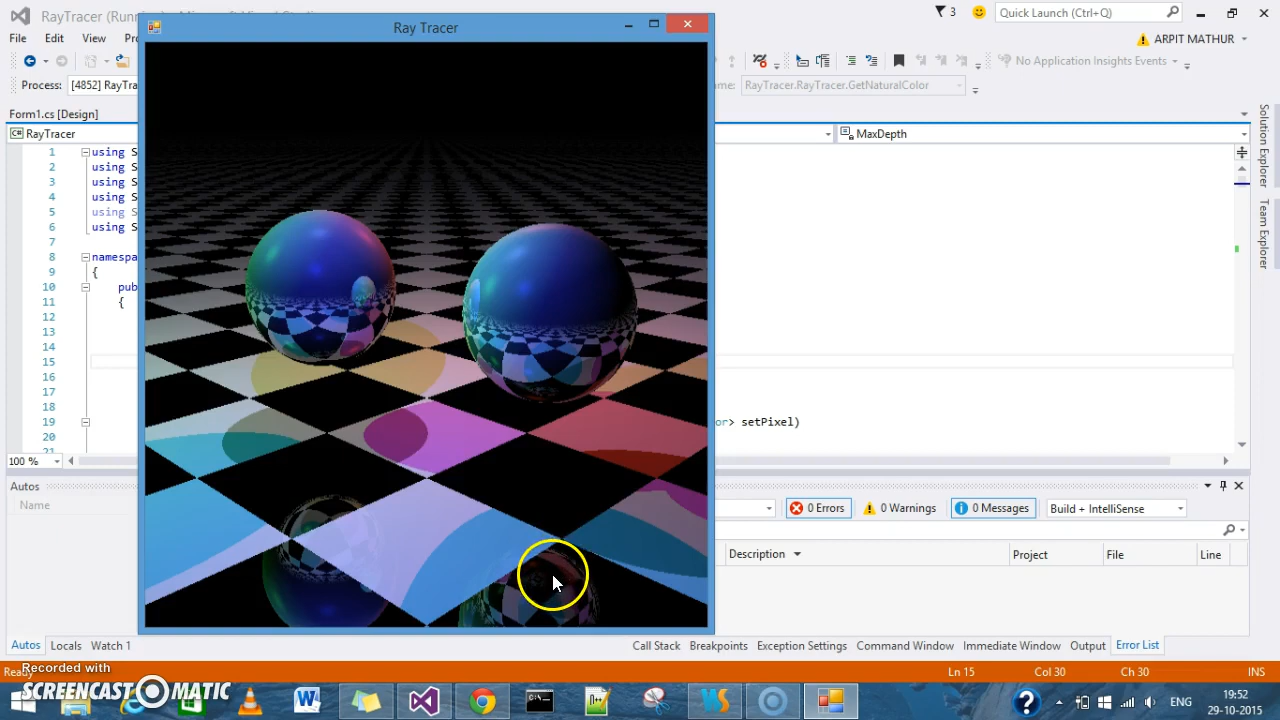 RayTracer (Run
Ray Tracer
3
Quick Launch (Ctrl+Q)
File
Edit
View
ARPIT MATHUR
No Application Insights Events
Process:
[4852] RayTra
RayTracer.RayTracer.GetNaturalColor
Form1.cs [Design]
C# RayTracer
MaxDepth
Solution Explorer
Team Explorer
1 using S
2 using S
3 using S
4 using S
5 using S
6 using S
7
8 namespa
9 {
10 pub
11 {
12
13
14
15
16
17
18
19 or> setPixel)
20
21
100 %
Autos
Name
0 Errors
0 Warnings
0 Messages
Build + IntelliSense
Description
Project
File
Line
Autos
Locals
Watch 1
Call Stack
Breakpoints
Exception Settings
Command Window
Immediate Window
Output
Error List
Ready
Ln 15
Col 30
Ch 30
INS
Recorded with
SCREENCAST MATIC
ENG
19:52
29-10-2015